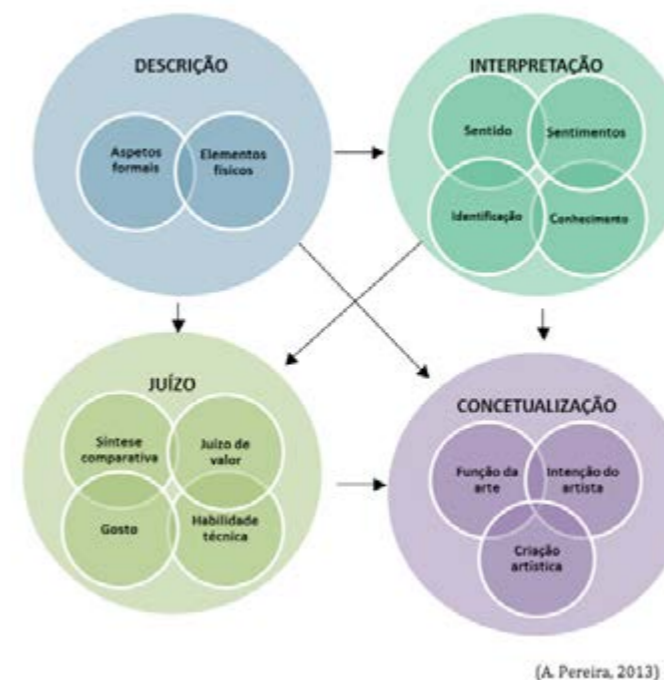 DESCRIÇÃO
Aspetos
formais
Elementos
físicos
INTERPRETAÇÃO
Sentido
Sentimentos
Identificação
Conhecimento
JUÍZO
Síntese
comparativa
Juízo de
valor
Gosto
Habilidade
técnica
CONCETUALIZAÇÃO
Função da
arte
Intenção do
artista
Criação
artística
(A. Pereira, 2013)